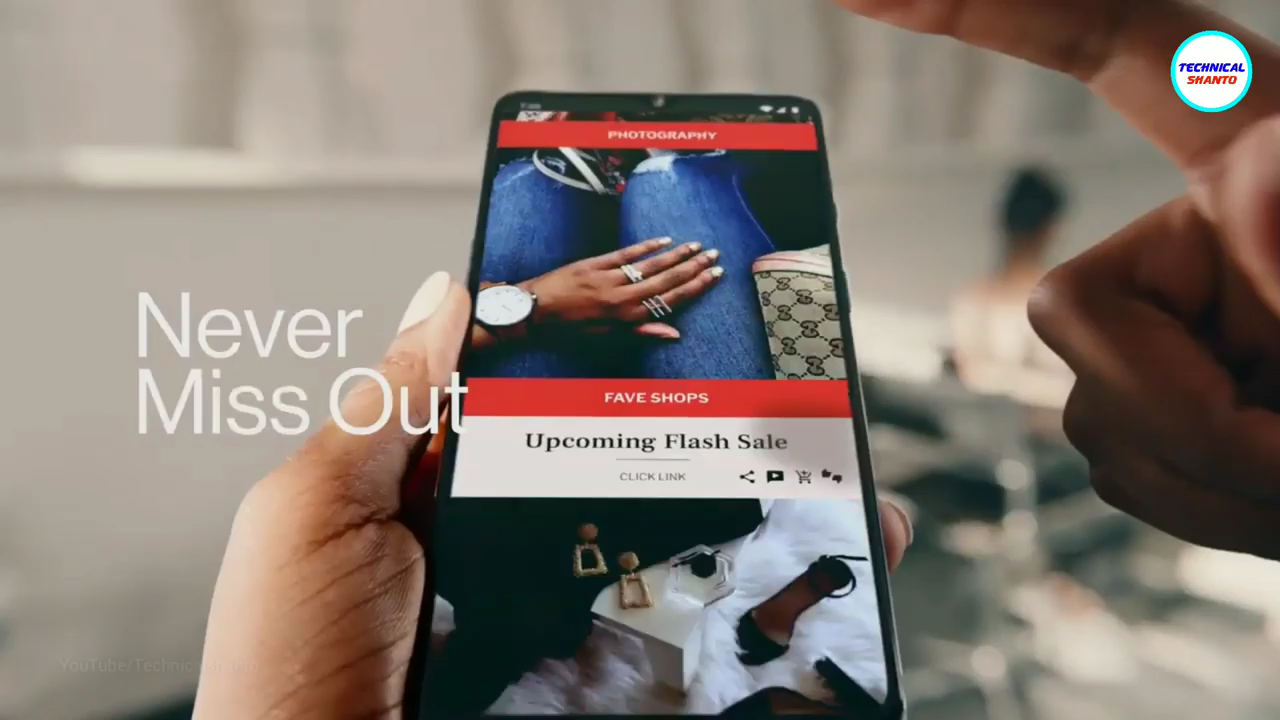 TECHNICAL
SHANTO
PHOTOGRAPHY
Never
Miss Out
FAVE SHOPS
Upcoming Flash Sale
CLICK LINK